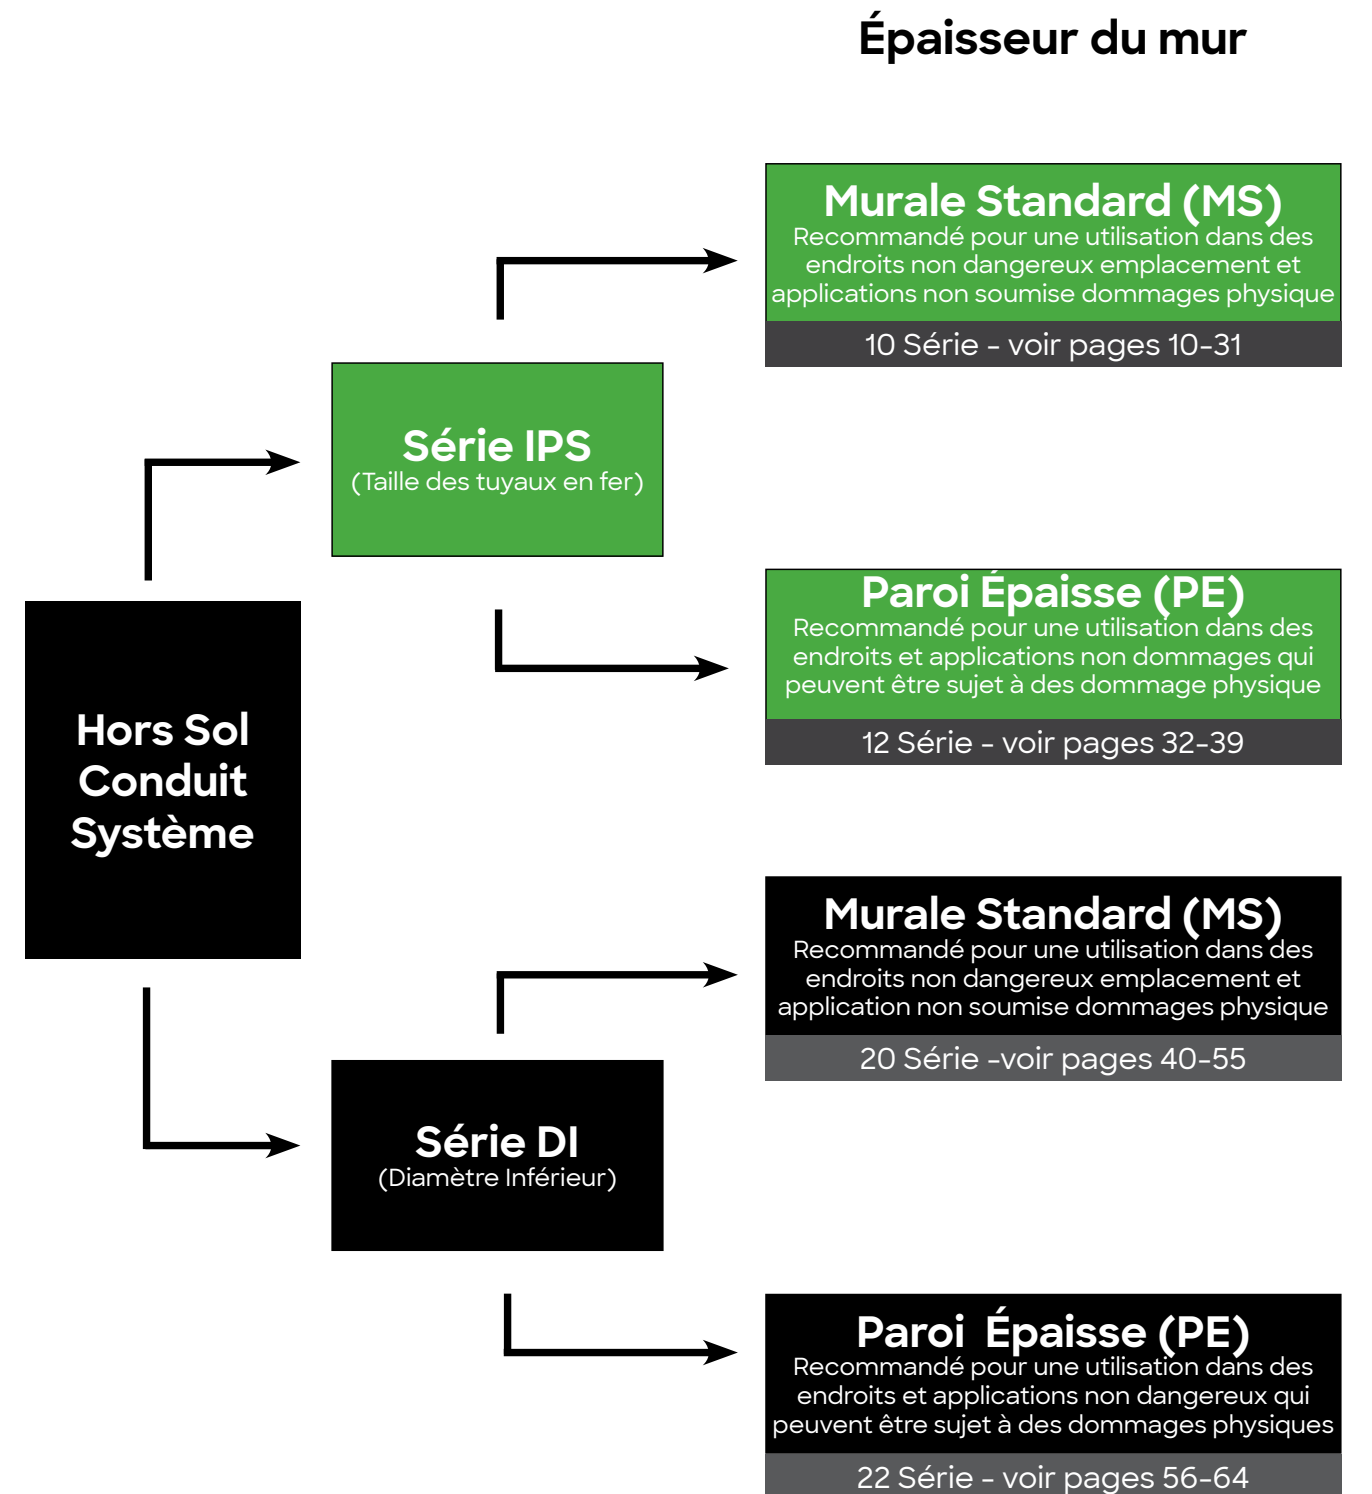 Épaisseur du mur
Murale Standard (MS)
Recommandé pour une utilisation dans des
endroits non dangereux emplacement et
applications non soumise dommages physique
10 Série - voir pages 10-31
Série IPS
(Taille des tuyaux en fer)
Paroi Épaisse (PE)
Recommandé pour une utilisation dans des
endroits et applications non dommages qui
peuvent être sujet à des dommage physique
12 Série - voir pages 32-39
Hors Sol
Conduit
Système
Murale Standard (MS)
Recommandé pour une utilisation dans des
endroits non dangereux emplacement et
application non soumise dommages physique
20 Série -voir pages 40-55
Série DI
(Diamètre Inférieur)
Paroi  Épaisse (PE)
Recommandé pour une utilisation dans des
endroits et applications non dangereux qui
peuvent être sujet à des dommages physiques
22 Série - voir pages 56-64